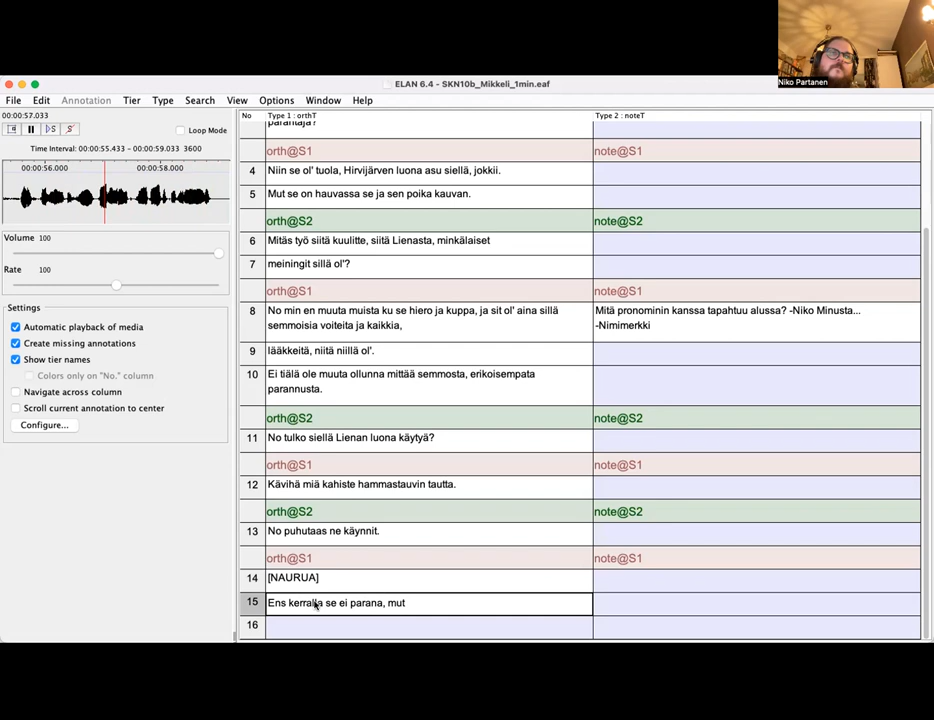 Niko Partanen
ELAN 6.4 - SKN10b_Mikkeli_1min.eaf
File Edit Annotation Tier Type Search View Options Window Help
00:00:57.033
Loop Mode
Time Interval: 00:00:55.433 - 00:00:59.033 3600
00:00:56.000 00:00:58.000
Volume 100
Rate 100
Settings
Automatic playback of media
Create missing annotations
Show tier names
Colors only on "No." column
Navigate across column
Scroll current annotation to center
Configure...
No Type 1 : orthT Type 2 : noteT
parantaja?
orth@S1 note@S1
4 Niin se ol' tuola, Hirvijärven luona asu siellä, jokii.
5 Mut se on hauvassa se ja sen poika kauvan.
orth@S2 note@S2
6 Mitäs työ siitä kuulitte, siitä Lienasta, minkälaiset
7 meiningit sillä ol'?
orth@S1 note@S1
8 No min en muuta muista ku se hiero ja kuppa, ja sit ol' aina sillä Mitä pronominin kanssa tapahtuu alussa? -Niko Minusta...
semmoisia voiteita ja kaikkia, -Nimimerkki
9 lääkkeitä, niitä niillä ol'.
10 Ei tiälä ole muuta ollunna mittää semmosta, erikoisempata
parannusta.
orth@S2 note@S2
11 No tulko siellä Lienan luona käytyä?
orth@S1 note@S1
12 Kävihä miä kahiste hammastauvin tautta.
orth@S2 note@S2
13 No puhutaas ne käynnit.
orth@S1 note@S1
14 [NAURUA]
15 Ens kerralla se ei parana, mut
16